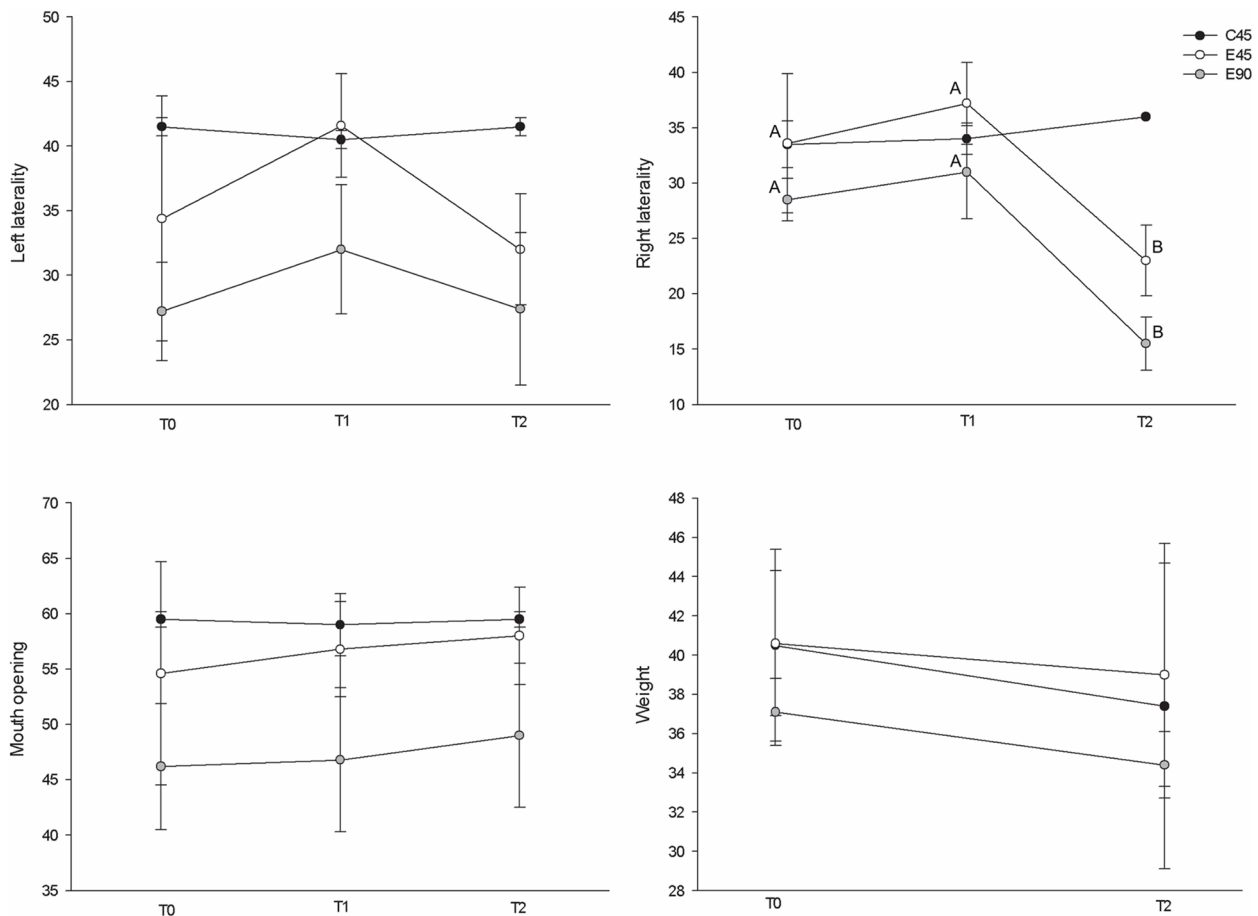 50
45
40
35
30
25
20
Left laterality
T0
T1
T2
45
40
35
30
25
20
15
10
Right laterality
A
A
A
A
B
B
T0
T1
T2
C45
E45
E90
70
65
60
55
50
45
40
35
Mouth opening
T0
T1
T2
48
46
44
42
40
38
36
34
32
30
28
Weight
T0
T2